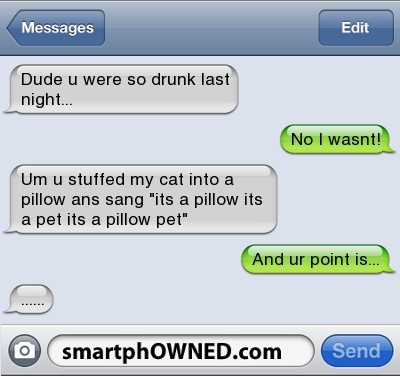 Messages
Edit
Dude u were so drunk last
night...
No I wasnt!
Um u stuffed my cat into a
pillow ans sang "its a pillow its
a pet its a pillow pet"
And ur point is...
......
smartphOWNED.com
Send